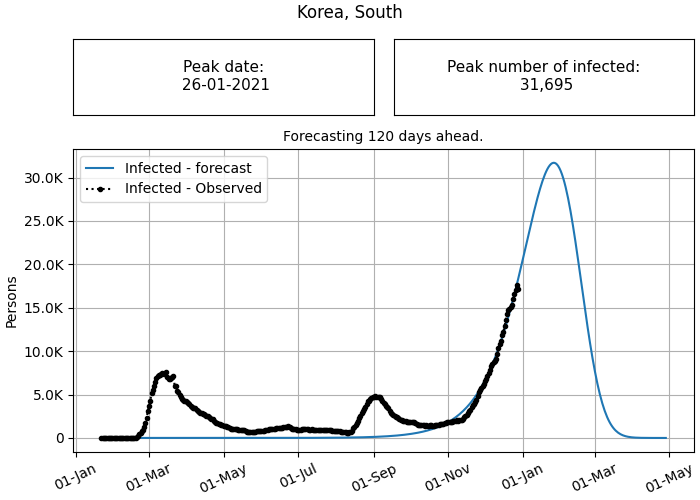 Korea, South
Peak date:
26-01-2021
Peak number of infected:
31,695
Forecasting 120 days ahead.
Infected - forecast
Infected - Observed
30.0K
25.0K
20.0K
15.0K
10.0K
5.0K
0
Persons
01-Jan
01-Mar
01-May
01-Jul
01-Sep
01-Nov
01-Jan
01-Mar
01-May